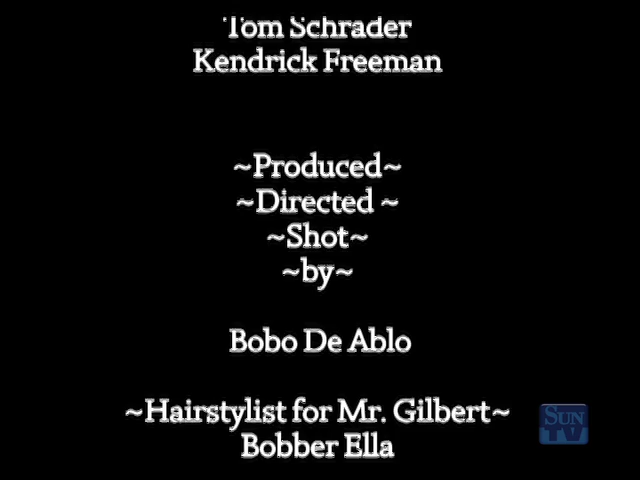 Tom Schrader
Kendrick Freeman
~Produced~
~Directed ~
~Shot~
~by~
Bobo De Ablo
~Hairstylist for Mr. Gilbert~
Bobber Ella
SUN
TV